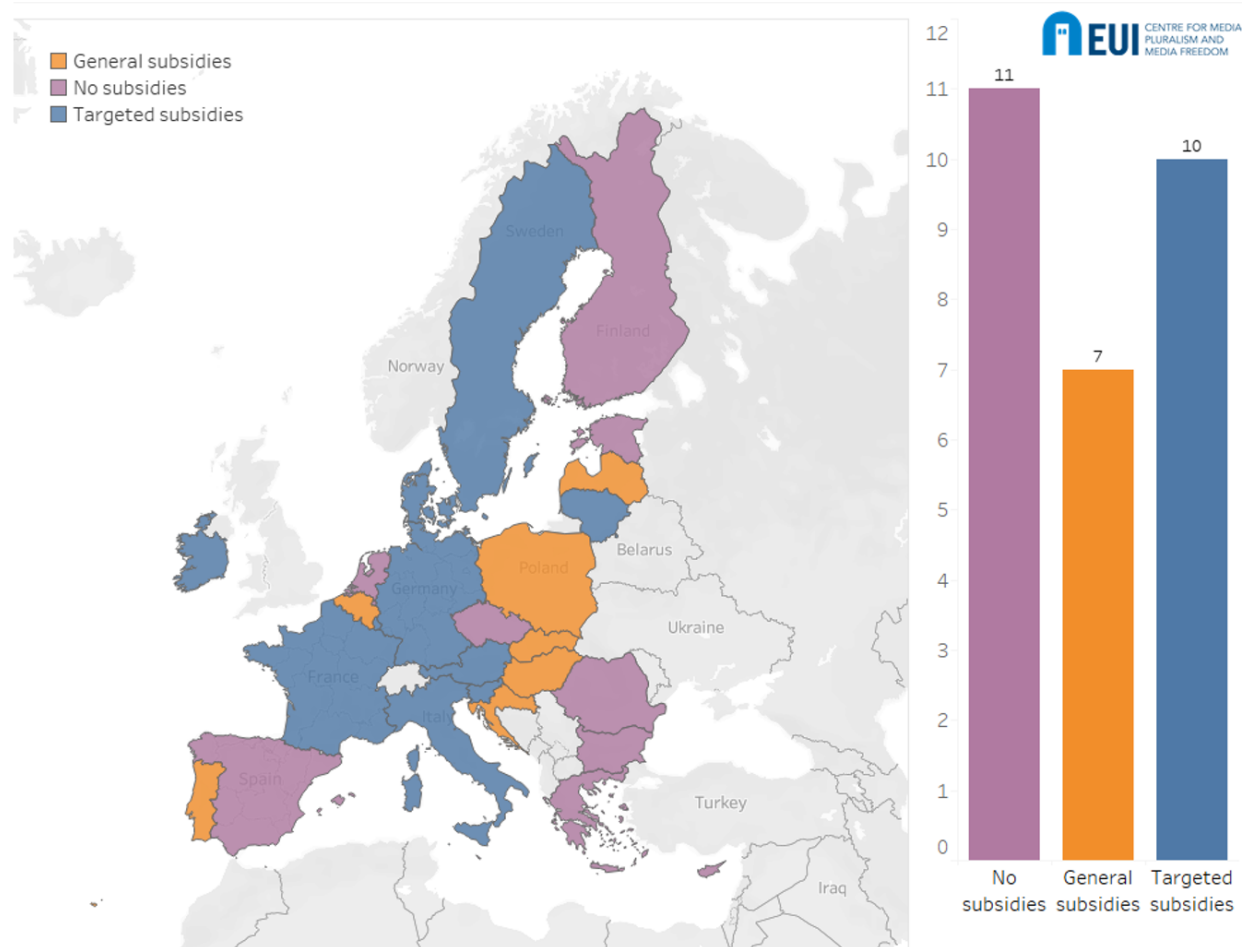 General subsidies
No subsidies
Targeted subsidies
Sweden
Finland
Norway
Belarus
Poland
Germany
Ukraine
France
Italy
Spain
Turkey
Iraq
EUI
CENTRE FOR MEDIA
PLURALISM AND
MEDIA FREEDOM
12
11
10
9
8
7
6
5
4
3
2
1
0
11
7
10
No
subsidies
General
subsidies
Targeted
subsidies